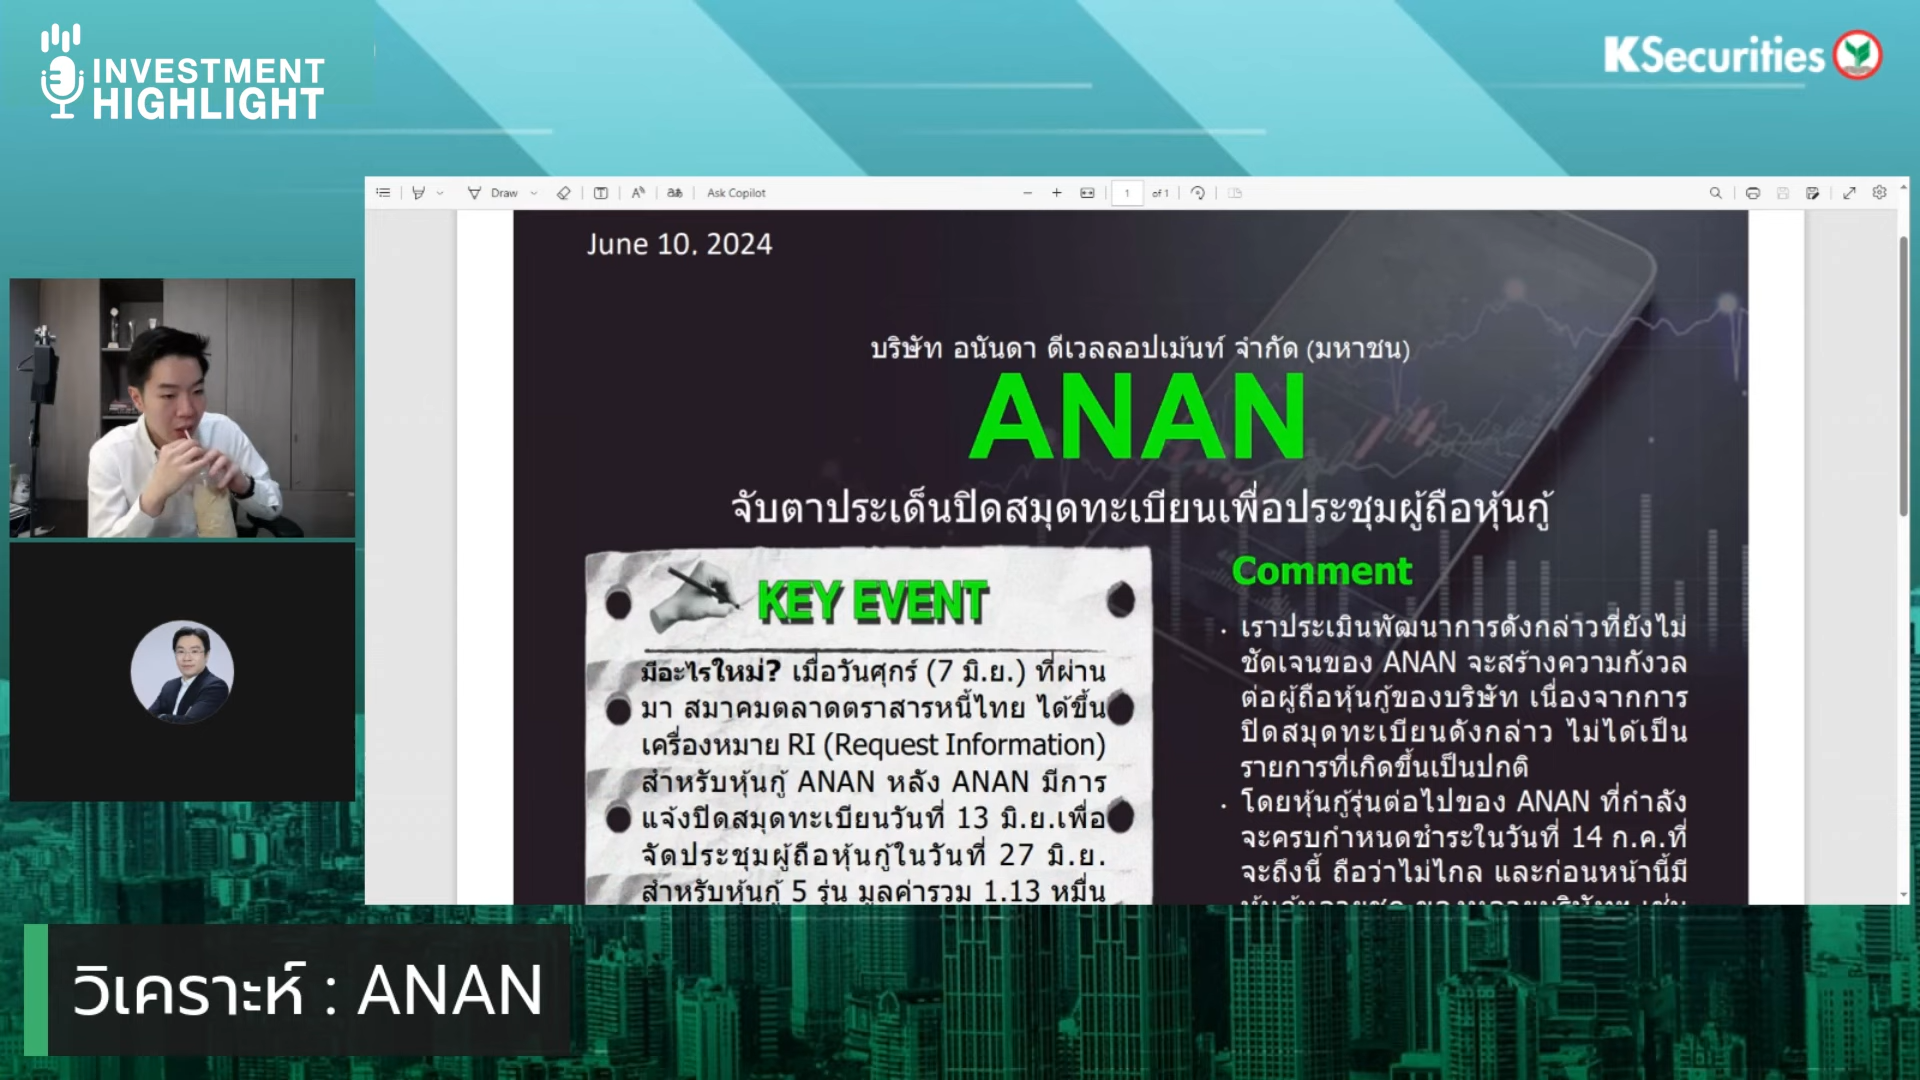 INVESTMENT
HIGHLIGHT
KSecurities
Draw
Ask Copilot
1
of 1
June 10, 2024
บริษัท อนันดา ดีเวลลอปเม้นท์ จำกัด (มหาชน)
ANAN
จับตาประเด็นปิดสมุดทะเบียนเพื่อประชุมผู้ถือหุ้นกู้
KEY EVENT
มีอะไรใหม่? เมื่อวันศุกร์ (7 มิ.ย.) ที่ผ่าน
มา สมาคมตลาดตราสารหนี้ไทย ได้ขึ้น
เครื่องหมาย RI (Request Information)
สำหรับหุ้นกู้ ANAN หลัง ANAN มีการ
แจ้งปิดสมุดทะเบียนวันที่ 13 มิ.ย.เพื่อ
จัดประชุมผู้ถือหุ้นกู้ในวันที่ 27 มิ.ย.
สำหรับหุ้นกู้ 5 รุ่น มูลค่ารวม 1.13 หมื่น
Comment
· เราประเมินพัฒนาการดังกล่าวที่ยังไม่
ชัดเจนของ ANAN จะสร้างความกังวล
ต่อผู้ถือหุ้นกู้ของบริษัท เนื่องจากการ
ปิดสมุดทะเบียนดังกล่าว ไม่ได้เป็น
รายการที่เกิดขึ้นเป็นปกติ
· โดยหุ้นกู้รุ่นต่อไปของ ANAN ที่กำลัง
จะครบกำหนดชำระในวันที่ 14 ก.ค.ที่
จะถึงนี้ ถือว่าไม่ไกล และก่อนหน้านี้มี
วิเคราะห์ : ANAN